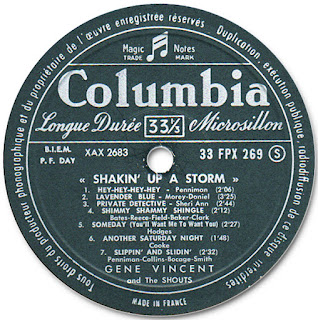 Tous droits du producteur phonographique et du propriétaire de l'œuvre enregistrée réservés
Duplication, exécution publique, radiodiffusion de ce disque interdites
Magic Notes
TRADE MARK
Columbia
Longue Durée 33⅓ Microsillon
B.I.E.M.
P.F. DAY
XAX 2683
33 FPX 269 S
« SHAKIN' UP A STORM »
1. HEY-HEY-HEY-HEY - Penniman (2'06)
2. LAVENDER BLUE - Morey-Daniel (3'25)
3. PRIVATE DETECTIVE - Sheri Ann (2'44)
4. SHIMMY SHAMMY SHINGLE (2'12)
Bates-Reece-Field-Baker-Clark
5. SOMEDAY (You'll Want Me To Want You) (2'27)
Hodges
6. ANOTHER SATURDAY NIGHT (1'48)
Cooke
7. SLIPPIN' AND SLIDIN' (2'32)
Penniman-Collins-Bocage-Smith
GENE VINCENT
and The SHOUTS
MADE IN FRANCE